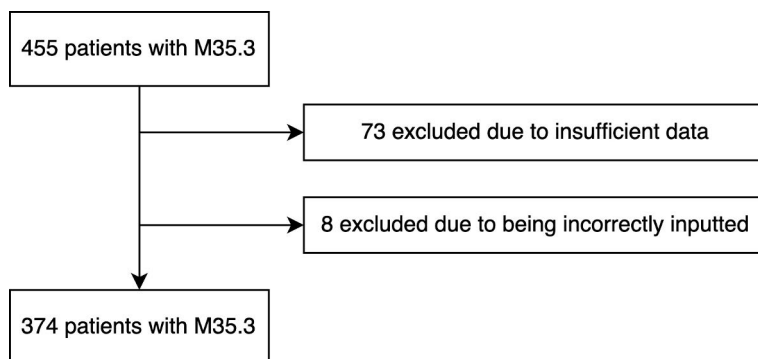 455 patients with M35.3
73 excluded due to insufficient data
8 excluded due to being incorrectly inputted
374 patients with M35.3